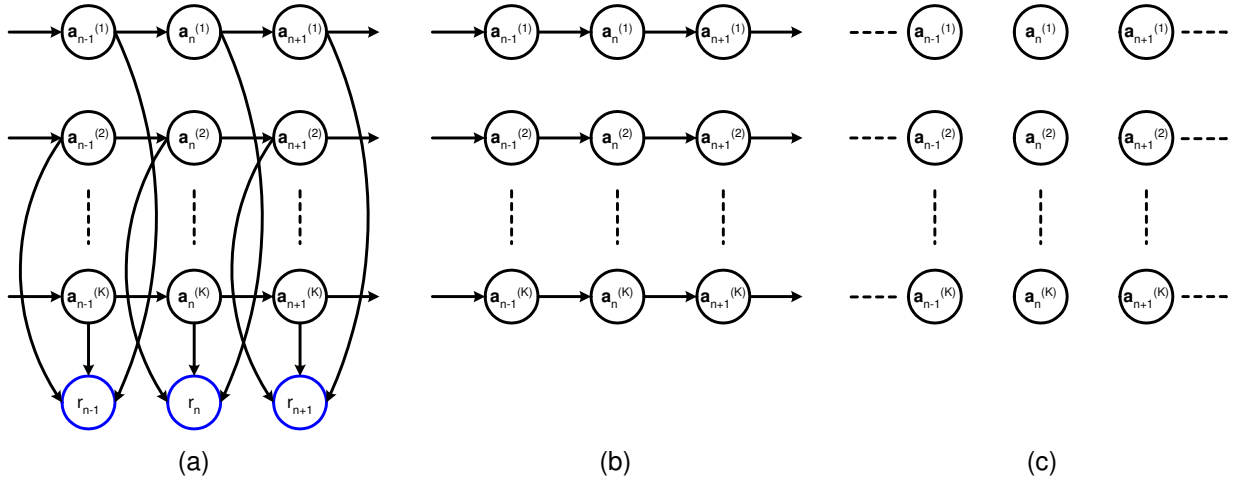 a_{n-1}^{(1)} a_n^{(1)} a_{n+1}^{(1)} a_{n-1}^{(1)} a_n^{(1)} a_{n+1}^{(1)} a_{n-1}^{(1)} a_n^{(1)} a_{n+1}^{(1)}
a_{n-1}^{(2)} a_n^{(2)} a_{n+1}^{(2)} a_{n-1}^{(2)} a_n^{(2)} a_{n+1}^{(2)} a_{n-1}^{(2)} a_n^{(2)} a_{n+1}^{(2)}
a_{n-1}^{(K)} a_n^{(K)} a_{n+1}^{(K)} a_{n-1}^{(K)} a_n^{(K)} a_{n+1}^{(K)} a_{n-1}^{(K)} a_n^{(K)} a_{n+1}^{(K)}
r_{n-1} r_n r_{n+1}
(a) (b) (c)